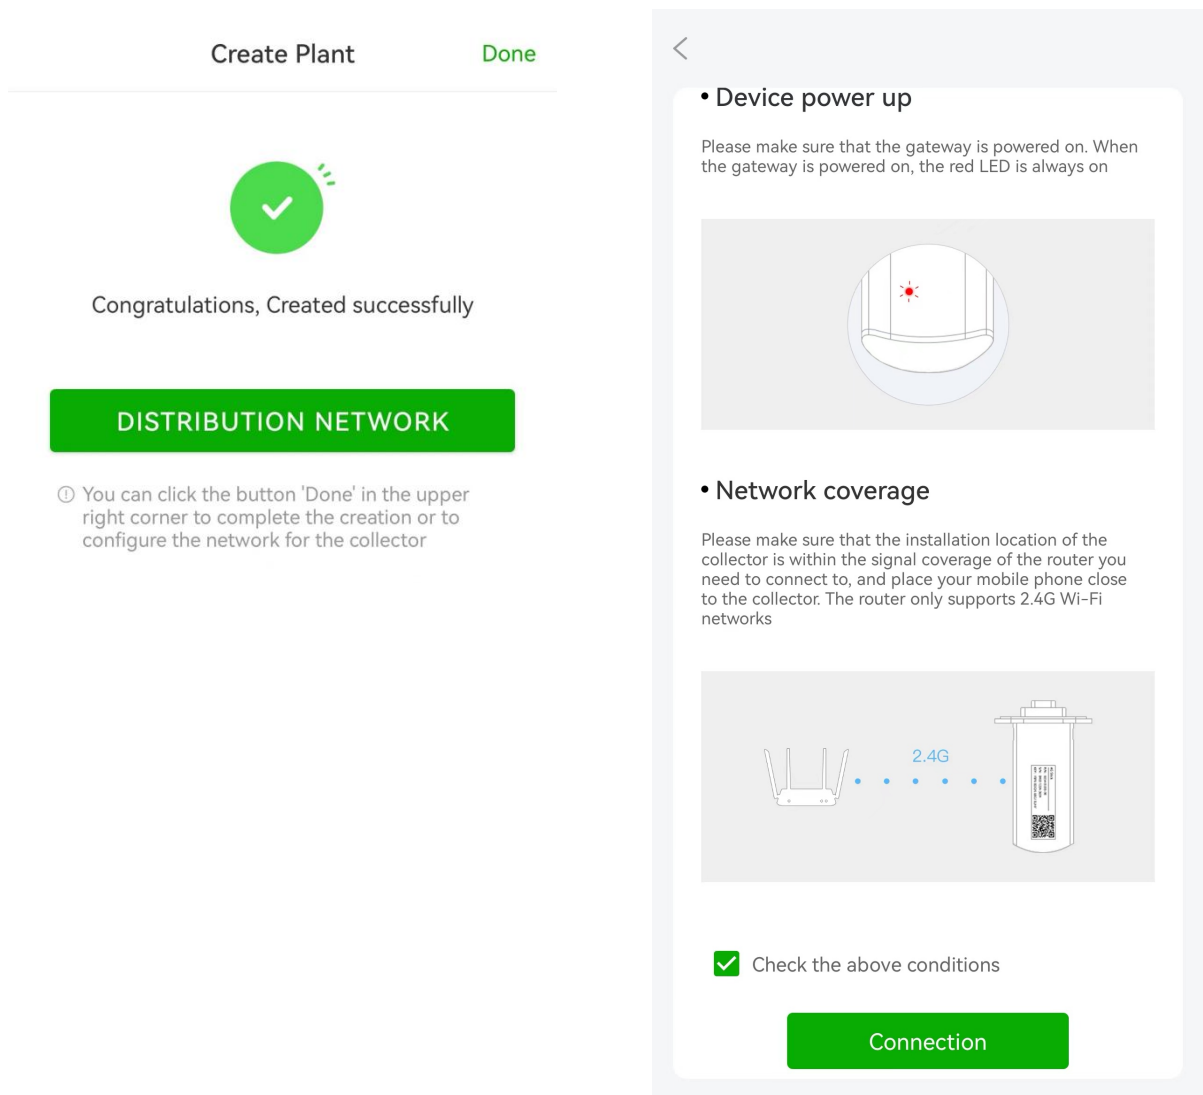 Create Plant
Done
Congratulations, Created successfully
DISTRIBUTION NETWORK
You can click the button 'Done' in the upper
right corner to complete the creation or to
configure the network for the collector
• Device power up
Please make sure that the gateway is powered on. When
the gateway is powered on, the red LED is always on
• Network coverage
Please make sure that the installation location of the
collector is within the signal coverage of the router you
need to connect to, and place your mobile phone close
to the collector. The router only supports 2.4G Wi-Fi
networks
2.4G
Check the above conditions
Connection